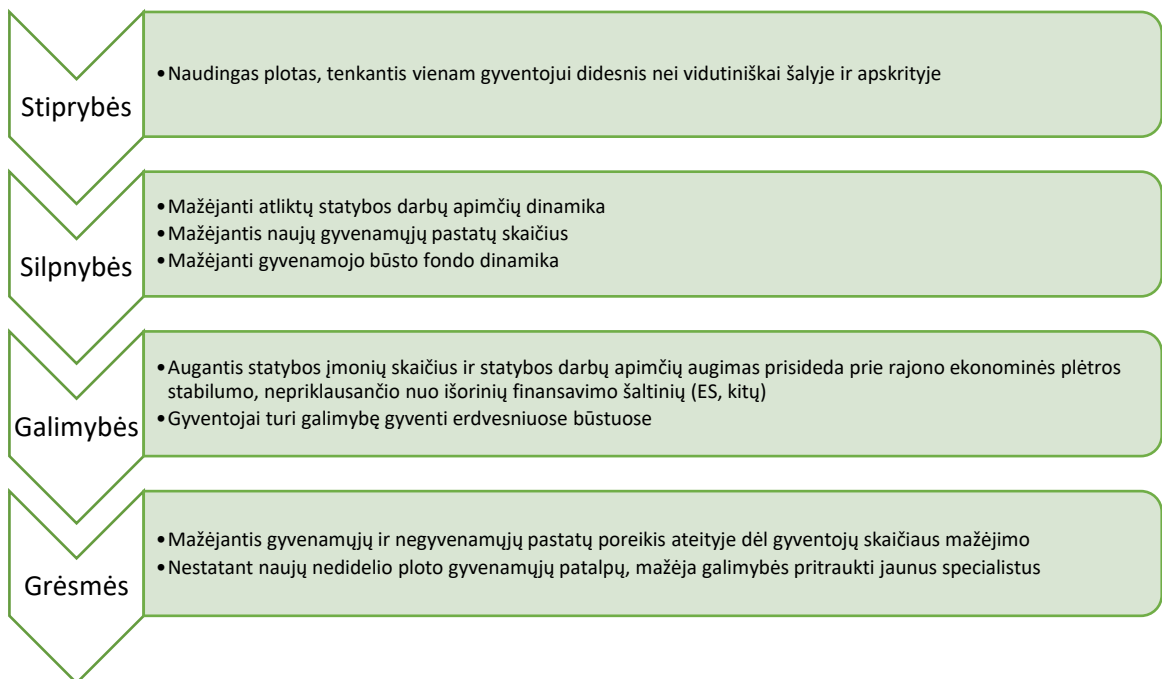 Stiprybės
•Naudingas plotas, tenkantis vienam gyventojui didesnis nei vidutiniškai šalyje ir apskrityje
Silpnybės
•Mažėjanti atliktų statybos darbų apimčių dinamika
•Mažėjantis naujų gyvenamųjų pastatų skaičius
•Mažėjanti gyvenamojo būsto fondo dinamika
Galimybės
•Augantis statybos įmonių skaičius ir statybos darbų apimčių augimas prisideda prie rajono ekonominės plėtros
stabilumo, nepriklausančio nuo išorinių finansavimo šaltinių (ES, kitų)
•Gyventojai turi galimybę gyventi erdvesniuose būstuose
Grėsmės
•Mažėjantis gyvenamųjų ir negyvenamųjų pastatų poreikis ateityje dėl gyventojų skaičiaus mažėjimo
•Nestatant naujų nedidelio ploto gyvenamųjų patalpų, mažėja galimybės pritraukti jaunus specialistus